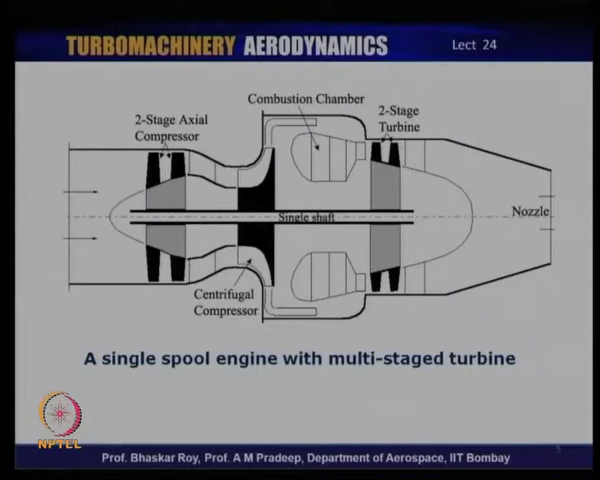 TURBOMACHINERY AERODYNAMICS
Lect 24
Combustion Chamber
2-Stage Axial
Compressor
2-Stage
Turbine
Single shaft
Nozzle
Centrifugal
Compressor
A single spool engine with multi-staged turbine
NPTEL
Prof. Bhaskar Roy, Prof. A M Pradeep, Department of Aerospace, IIT Bombay
5